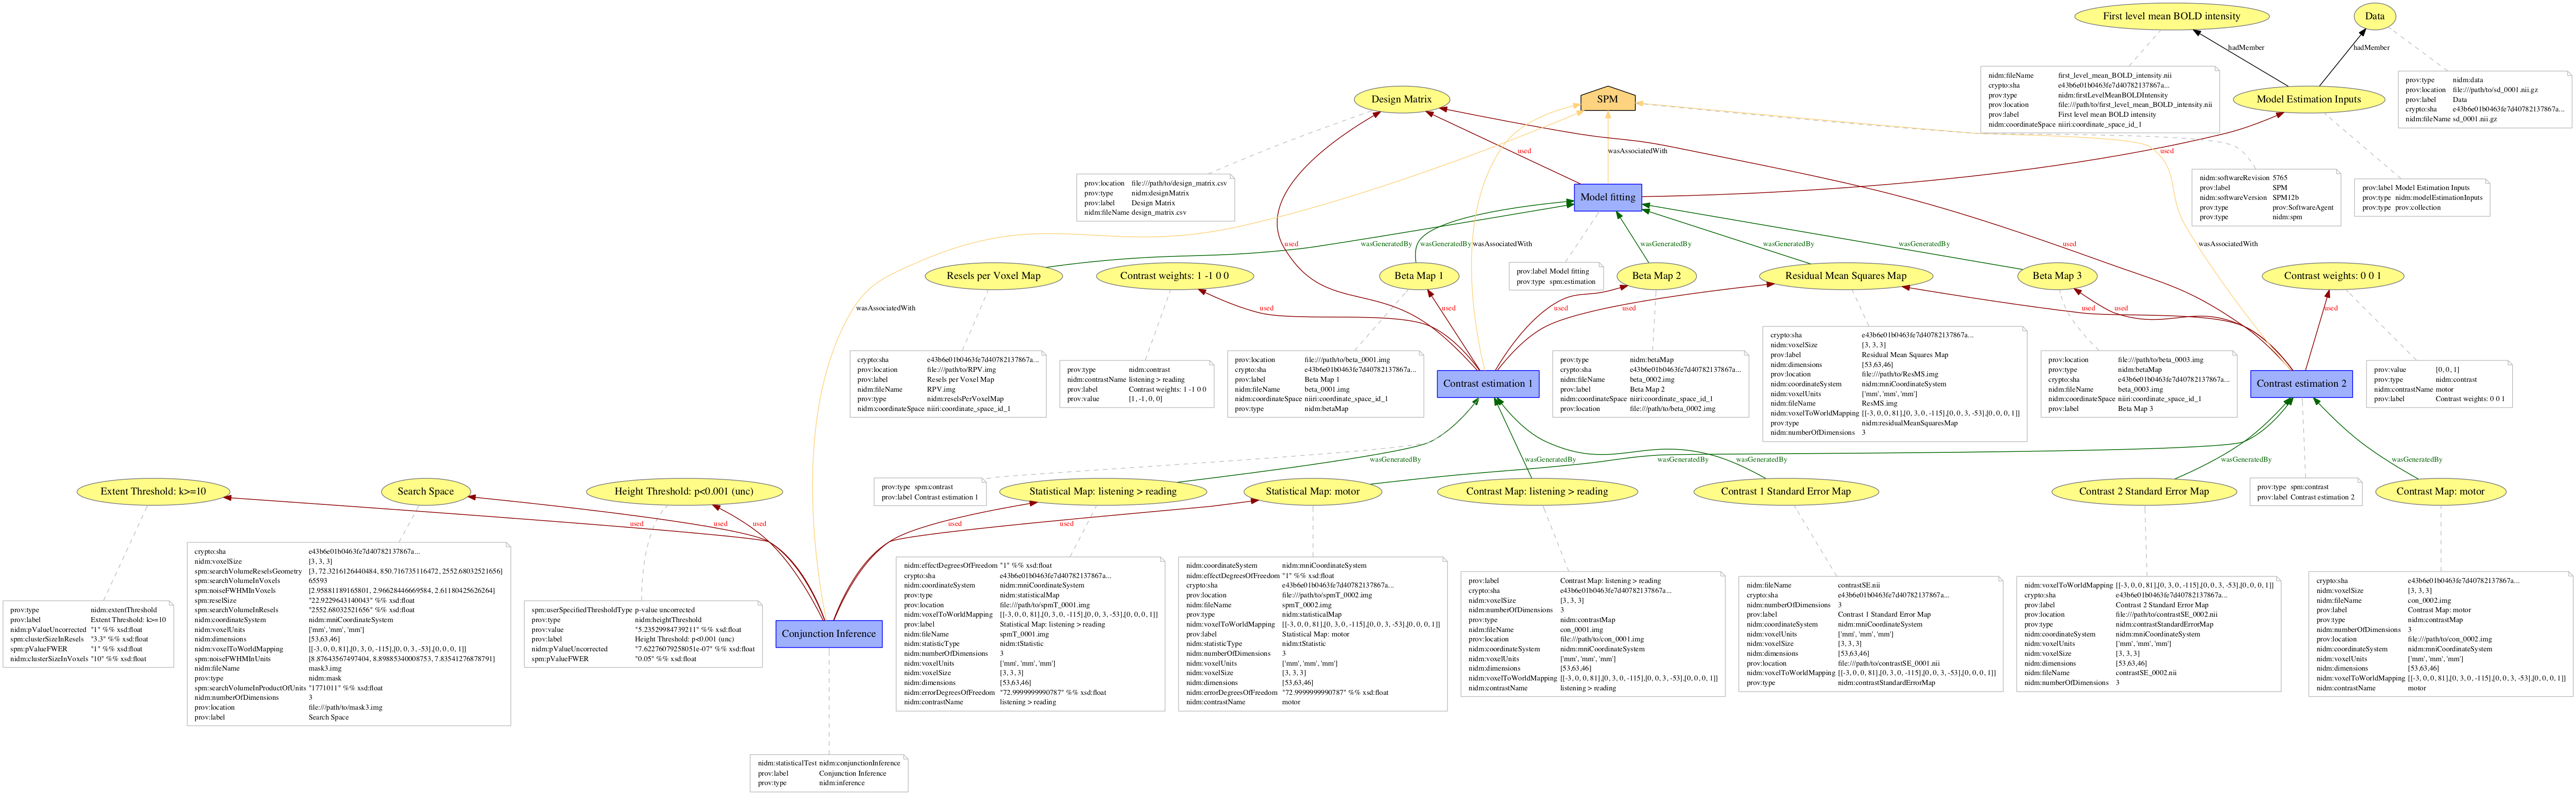 First level mean BOLD intensity
Data
hadMember
hadMember
nidm:fileName first_level_mean_BOLD_intensity.nii
crypto:sha e43b6e01b0463fe7d40782137867a...
prov:type nidm:firstLevelMeanBOLDIntensity
prov:location file:///path/to/first_level_mean_BOLD_intensity.nii
prov:label First level mean BOLD intensity
nidm:coordinateSpace niiri:coordinate_space_id_1
prov:type nidm:data
prov:location file:///path/to/sd_0001.nii.gz
prov:label Data
crypto:sha e43b6e01b0463fe7d40782137867a...
nidm:fileName sd_0001.nii.gz
Design Matrix
SPM
Model Estimation Inputs
used
wasAssociatedWith
used
prov:location file:///path/to/design_matrix.csv
prov:type nidm:designMatrix
prov:label Design Matrix
nidm:fileName design_matrix.csv
Model fitting
nidm:softwareRevision 5765
prov:label SPM
nidm:softwareVersion SPM12b
prov:type prov:SoftwareAgent
prov:type nidm:spm
prov:label Model Estimation Inputs
prov:type nidm:modelEstimationInputs
prov:type prov:collection
used
wasGeneratedBy
wasAssociatedWith
wasGeneratedBy
wasGeneratedBy
wasGeneratedBy
used
wasAssociatedWith
Resels per Voxel Map
Contrast weights: 1 -1 0 0
Beta Map 1
prov:label Model fitting
prov:type spm:estimation
Beta Map 2
Residual Mean Squares Map
Beta Map 3
Contrast weights: 0 0 1
wasAssociatedWith
used
used
used
used
used
used
used
crypto:sha e43b6e01b0463fe7d40782137867a...
prov:location file:///path/to/RPV.img
prov:label Resels per Voxel Map
nidm:fileName RPV.img
prov:type nidm:reselsPerVoxelMap
nidm:coordinateSpace niiri:coordinate_space_id_1
prov:type nidm:contrast
nidm:contrastName listening > reading
prov:label Contrast weights: 1 -1 0 0
prov:value [1, -1, 0, 0]
prov:location file:///path/to/beta_0001.img
crypto:sha e43b6e01b0463fe7d40782137867a...
prov:label Beta Map 1
nidm:fileName beta_0001.img
nidm:coordinateSpace niiri:coordinate_space_id_1
prov:type nidm:betaMap
Contrast estimation 1
prov:type nidm:betaMap
crypto:sha e43b6e01b0463fe7d40782137867a...
nidm:fileName beta_0002.img
prov:label Beta Map 2
nidm:coordinateSpace niiri:coordinate_space_id_1
prov:location file:///path/to/beta_0002.img
crypto:sha e43b6e01b0463fe7d40782137867a...
nidm:voxelSize [3, 3, 3]
prov:label Residual Mean Squares Map
nidm:dimensions [53,63,46]
prov:location file:///path/to/ResMS.img
nidm:coordinateSystem nidm:mniCoordinateSystem
nidm:voxelUnits ['mm', 'mm', 'mm']
nidm:fileName ResMS.img
nidm:voxelToWorldMapping [[-3, 0, 0, 81],[0, 3, 0, -115],[0, 0, 3, -53],[0, 0, 0, 1]]
prov:type nidm:residualMeanSquaresMap
nidm:numberOfDimensions 3
prov:location file:///path/to/beta_0003.img
prov:type nidm:betaMap
crypto:sha e43b6e01b0463fe7d40782137867a...
nidm:fileName beta_0003.img
nidm:coordinateSpace niiri:coordinate_space_id_1
prov:label Beta Map 3
Contrast estimation 2
prov:value [0, 0, 1]
prov:type nidm:contrast
nidm:contrastName motor
prov:label Contrast weights: 0 0 1
wasGeneratedBy
wasGeneratedBy
wasGeneratedBy
wasGeneratedBy
wasGeneratedBy
wasGeneratedBy
Extent Threshold: k>=10
Search Space
Height Threshold: p<0.001 (unc)
prov:type spm:contrast
prov:label Contrast estimation 1
Statistical Map: listening > reading
Statistical Map: motor
Contrast Map: listening > reading
Contrast 1 Standard Error Map
Contrast 2 Standard Error Map
prov:type spm:contrast
prov:label Contrast estimation 2
Contrast Map: motor
used
used
used
used
used
prov:type nidm:extentThreshold
prov:label Extent Threshold: k>=10
nidm:pValueUncorrected "1" %% xsd:float
spm:clusterSizeInResels "3.3" %% xsd:float
spm:pValueFWER "1" %% xsd:float
nidm:clusterSizeInVoxels "10" %% xsd:float
crypto:sha e43b6e01b0463fe7d40782137867a...
nidm:voxelSize [3, 3, 3]
spm:searchVolumeReselsGeometry [3, 72.3216126440484, 850.716735116472, 2552.68032521656]
spm:searchVolumeInVoxels 65593
spm:noiseFWHMInVoxels [2.95881189165801, 2.96628446669584, 2.61180425626264]
spm:reselSize "22.9229643140043" %% xsd:float
spm:searchVolumeInResels "2552.68032521656" %% xsd:float
nidm:coordinateSystem nidm:mniCoordinateSystem
nidm:voxelUnits ['mm', 'mm', 'mm']
nidm:dimensions [53,63,46]
nidm:voxelToWorldMapping [[-3, 0, 0, 81],[0, 3, 0, -115],[0, 0, 3, -53],[0, 0, 0, 1]]
spm:noiseFWHMInUnits [8.87643567497404, 8.89885340008753, 7.83541276878791]
nidm:fileName mask3.img
prov:type nidm:mask
spm:searchVolumeInProductOfUnits "1771011" %% xsd:float
nidm:numberOfDimensions 3
prov:location file:///path/to/mask3.img
prov:label Search Space
spm:userSpecifiedThresholdType p-value uncorrected
prov:type nidm:heightThreshold
prov:value "5.23529984739211" %% xsd:float
prov:label Height Threshold: p<0.001 (unc)
nidm:pValueUncorrected "7.62276079258051e-07" %% xsd:float
spm:pValueFWER "0.05" %% xsd:float
Conjunction Inference
nidm:effectDegreesOfFreedom "1" %% xsd:float
crypto:sha e43b6e01b0463fe7d40782137867a...
nidm:coordinateSystem nidm:mniCoordinateSystem
prov:type nidm:statisticalMap
prov:location file:///path/to/spmT_0001.img
nidm:voxelToWorldMapping [[-3, 0, 0, 81],[0, 3, 0, -115],[0, 0, 3, -53],[0, 0, 0, 1]]
prov:label Statistical Map: listening > reading
nidm:fileName spmT_0001.img
nidm:statisticType nidm:tStatistic
nidm:numberOfDimensions 3
nidm:voxelUnits ['mm', 'mm', 'mm']
nidm:voxelSize [3, 3, 3]
nidm:dimensions [53,63,46]
nidm:errorDegreesOfFreedom "72.9999999990787" %% xsd:float
nidm:contrastName listening > reading
nidm:coordinateSystem nidm:mniCoordinateSystem
nidm:effectDegreesOfFreedom "1" %% xsd:float
crypto:sha e43b6e01b0463fe7d40782137867a...
prov:location file:///path/to/spmT_0002.img
nidm:fileName spmT_0002.img
prov:type nidm:statisticalMap
nidm:voxelToWorldMapping [[-3, 0, 0, 81],[0, 3, 0, -115],[0, 0, 3, -53],[0, 0, 0, 1]]
prov:label Statistical Map: motor
nidm:statisticType nidm:tStatistic
nidm:numberOfDimensions 3
nidm:voxelUnits ['mm', 'mm', 'mm']
nidm:voxelSize [3, 3, 3]
nidm:dimensions [53,63,46]
nidm:errorDegreesOfFreedom "72.9999999990787" %% xsd:float
nidm:contrastName motor
prov:label Contrast Map: listening > reading
crypto:sha e43b6e01b0463fe7d40782137867a...
nidm:voxelSize [3, 3, 3]
nidm:numberOfDimensions 3
prov:type nidm:contrastMap
nidm:fileName con_0001.img
prov:location file:///path/to/con_0001.img
nidm:coordinateSystem nidm:mniCoordinateSystem
nidm:voxelUnits ['mm', 'mm', 'mm']
nidm:dimensions [53,63,46]
nidm:voxelToWorldMapping [[-3, 0, 0, 81],[0, 3, 0, -115],[0, 0, 3, -53],[0, 0, 0, 1]]
nidm:contrastName listening > reading
nidm:fileName contrastSE.nii
crypto:sha e43b6e01b0463fe7d40782137867a...
nidm:numberOfDimensions 3
prov:label Contrast 1 Standard Error Map
nidm:coordinateSystem nidm:mniCoordinateSystem
nidm:voxelUnits ['mm', 'mm', 'mm']
nidm:voxelSize [3, 3, 3]
nidm:dimensions [53,63,46]
prov:location file:///path/to/contrastSE_0001.nii
nidm:voxelToWorldMapping [[-3, 0, 0, 81],[0, 3, 0, -115],[0, 0, 3, -53],[0, 0, 0, 1]]
prov:type nidm:contrastStandardErrorMap
nidm:voxelToWorldMapping [[-3, 0, 0, 81],[0, 3, 0, -115],[0, 0, 3, -53],[0, 0, 0, 1]]
crypto:sha e43b6e01b0463fe7d40782137867a...
prov:label Contrast 2 Standard Error Map
prov:location file:///path/to/contrastSE_0002.nii
prov:type nidm:contrastStandardErrorMap
nidm:coordinateSystem nidm:mniCoordinateSystem
nidm:voxelUnits ['mm', 'mm', 'mm']
nidm:voxelSize [3, 3, 3]
nidm:dimensions [53,63,46]
nidm:fileName contrastSE_0002.nii
nidm:numberOfDimensions 3
crypto:sha e43b6e01b0463fe7d40782137867a...
nidm:voxelSize [3, 3, 3]
nidm:fileName con_0002.img
prov:label Contrast Map: motor
prov:type nidm:contrastMap
nidm:numberOfDimensions 3
prov:location file:///path/to/con_0002.img
nidm:coordinateSystem nidm:mniCoordinateSystem
nidm:voxelUnits ['mm', 'mm', 'mm']
nidm:dimensions [53,63,46]
nidm:voxelToWorldMapping [[-3, 0, 0, 81],[0, 3, 0, -115],[0, 0, 3, -53],[0, 0, 0, 1]]
nidm:contrastName motor
nidm:statisticalTest nidm:conjunctionInference
prov:label Conjunction Inference
prov:type nidm:inference